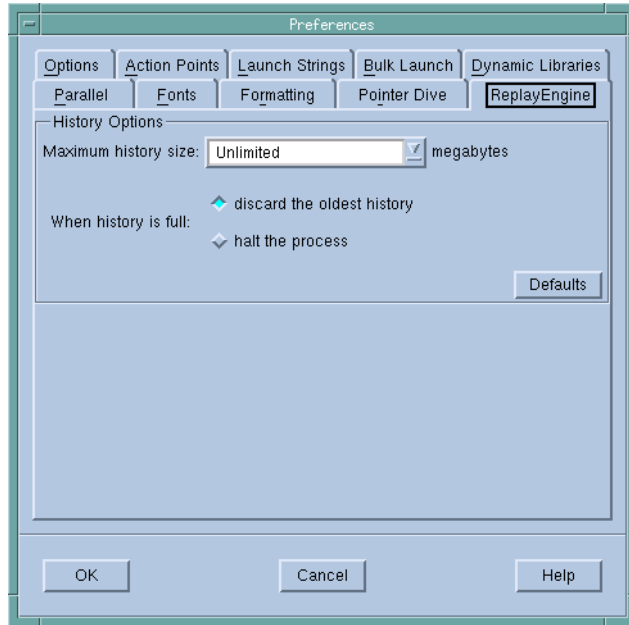 Preferences
Options Action Points Launch Strings Bulk Launch Dynamic Libraries
Parallel Fonts Formatting Pointer Dive ReplayEngine
History Options
Maximum history size: Unlimited megabytes
discard the oldest history
When history is full:
halt the process
Defaults
OK Cancel Help